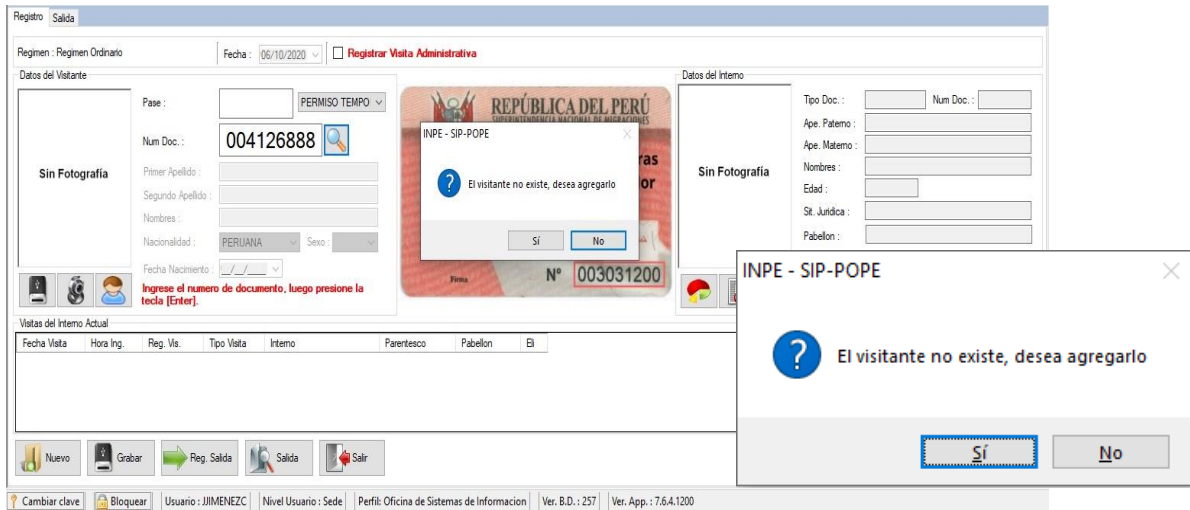 Registro Salida
Regimen : Regimen Ordinario Fecha : 06/10/2020 Registrar Visita Administrativa
Datos del Visitante
Sin Fotografía
Pase : PERMISO TEMPO
Num Doc. : 004126888
Primer Apellido :
Segundo Apellido :
Nombres :
Nacionalidad : PERUANA Sexo :
Fecha Nacimiento : _/_/_
Ingrese el numero de documento, luego presione la
tecla [Enter].
REPÚBLICA DEL PERÚ
SUPERINTENDENCIA NACIONAL DE MIGRACIONES
ras
or
Firma Nº 003031200
INPE - SIP-POPE
El visitante no existe, desea agregarlo
Sí No
Datos del Interno
Sin Fotografía
Tipo Doc. : Num Doc. :
Ape. Paterno :
Ape. Materno :
Nombres :
Edad :
Sit. Juridica :
Pabellon :
INPE - SIP-POPE
El visitante no existe, desea agregarlo
Sí No
Visitas del Interno Actual
Fecha Visita Hora Ing. Reg. Vis. Tipo Visita Interno Parentesco Pabellon Eli
Nuevo Grabar Reg. Salida Salida Salir
Cambiar clave Bloquear Usuario : JJIMENEZC Nivel Usuario : Sede Perfil: Oficina de Sistemas de Informacion Ver. B.D. : 257 Ver. App. : 7.6.4.1200